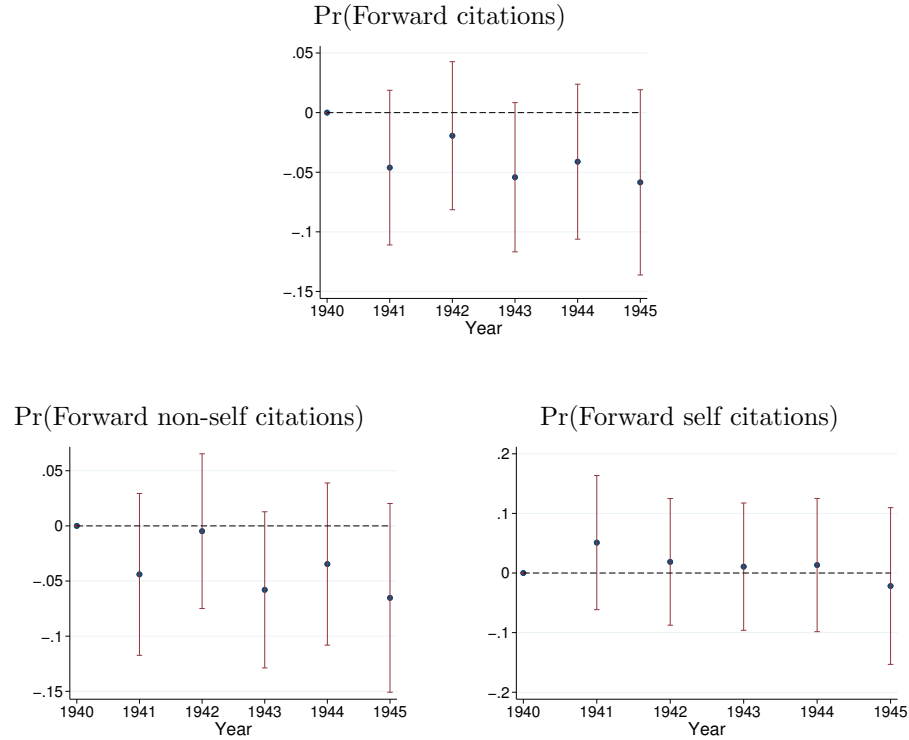 Pr(Forward citations)
.05
0
−.05
−.1
−.15
1940 1941 1942 1943 1944 1945
Year
Pr(Forward non-self citations)
.05
0
−.05
−.1
−.15
1940 1941 1942 1943 1944 1945
Year
Pr(Forward self citations)
.2
.1
0
−.1
−.2
1940 1941 1942 1943 1944 1945
Year